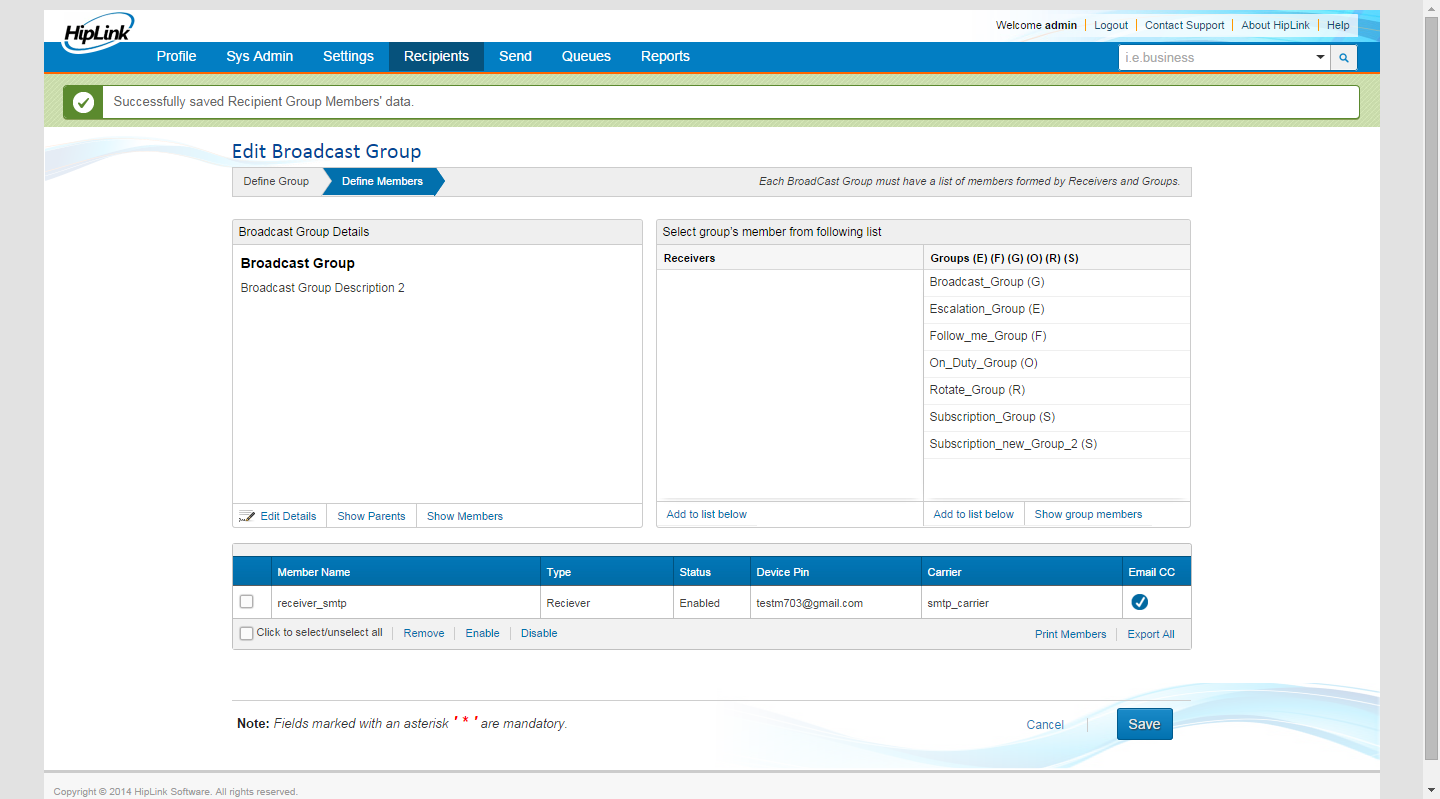 HipLink
Welcome admin Logout Contact Support About HipLink Help
Profile Sys Admin Settings Recipients Send Queues Reports i.e.business
Successfully saved Recipient Group Members' data.
Edit Broadcast Group
Define Group Define Members Each BroadCast Group must have a list of members formed by Receivers and Groups.
Broadcast Group Details
Broadcast Group
Broadcast Group Description 2
Edit Details Show Parents Show Members
Select group's member from following list
Receivers
Add to list below
Groups (E) (F) (G) (O) (R) (S)
Broadcast_Group (G)
Escalation_Group (E)
Follow_me_Group (F)
On_Duty_Group (O)
Rotate_Group (R)
Subscription_Group (S)
Subscription_new_Group_2 (S)
Add to list below Show group members
Member Name Type Status Device Pin Carrier Email CC
receiver_smtp Reciever Enabled testm703@gmail.com smtp_carrier
Click to select/unselect all Remove Enable Disable Print Members Export All
Note: Fields marked with an asterisk ' * ' are mandatory.
Cancel Save
Copyright © 2014 HipLink Software. All rights reserved.